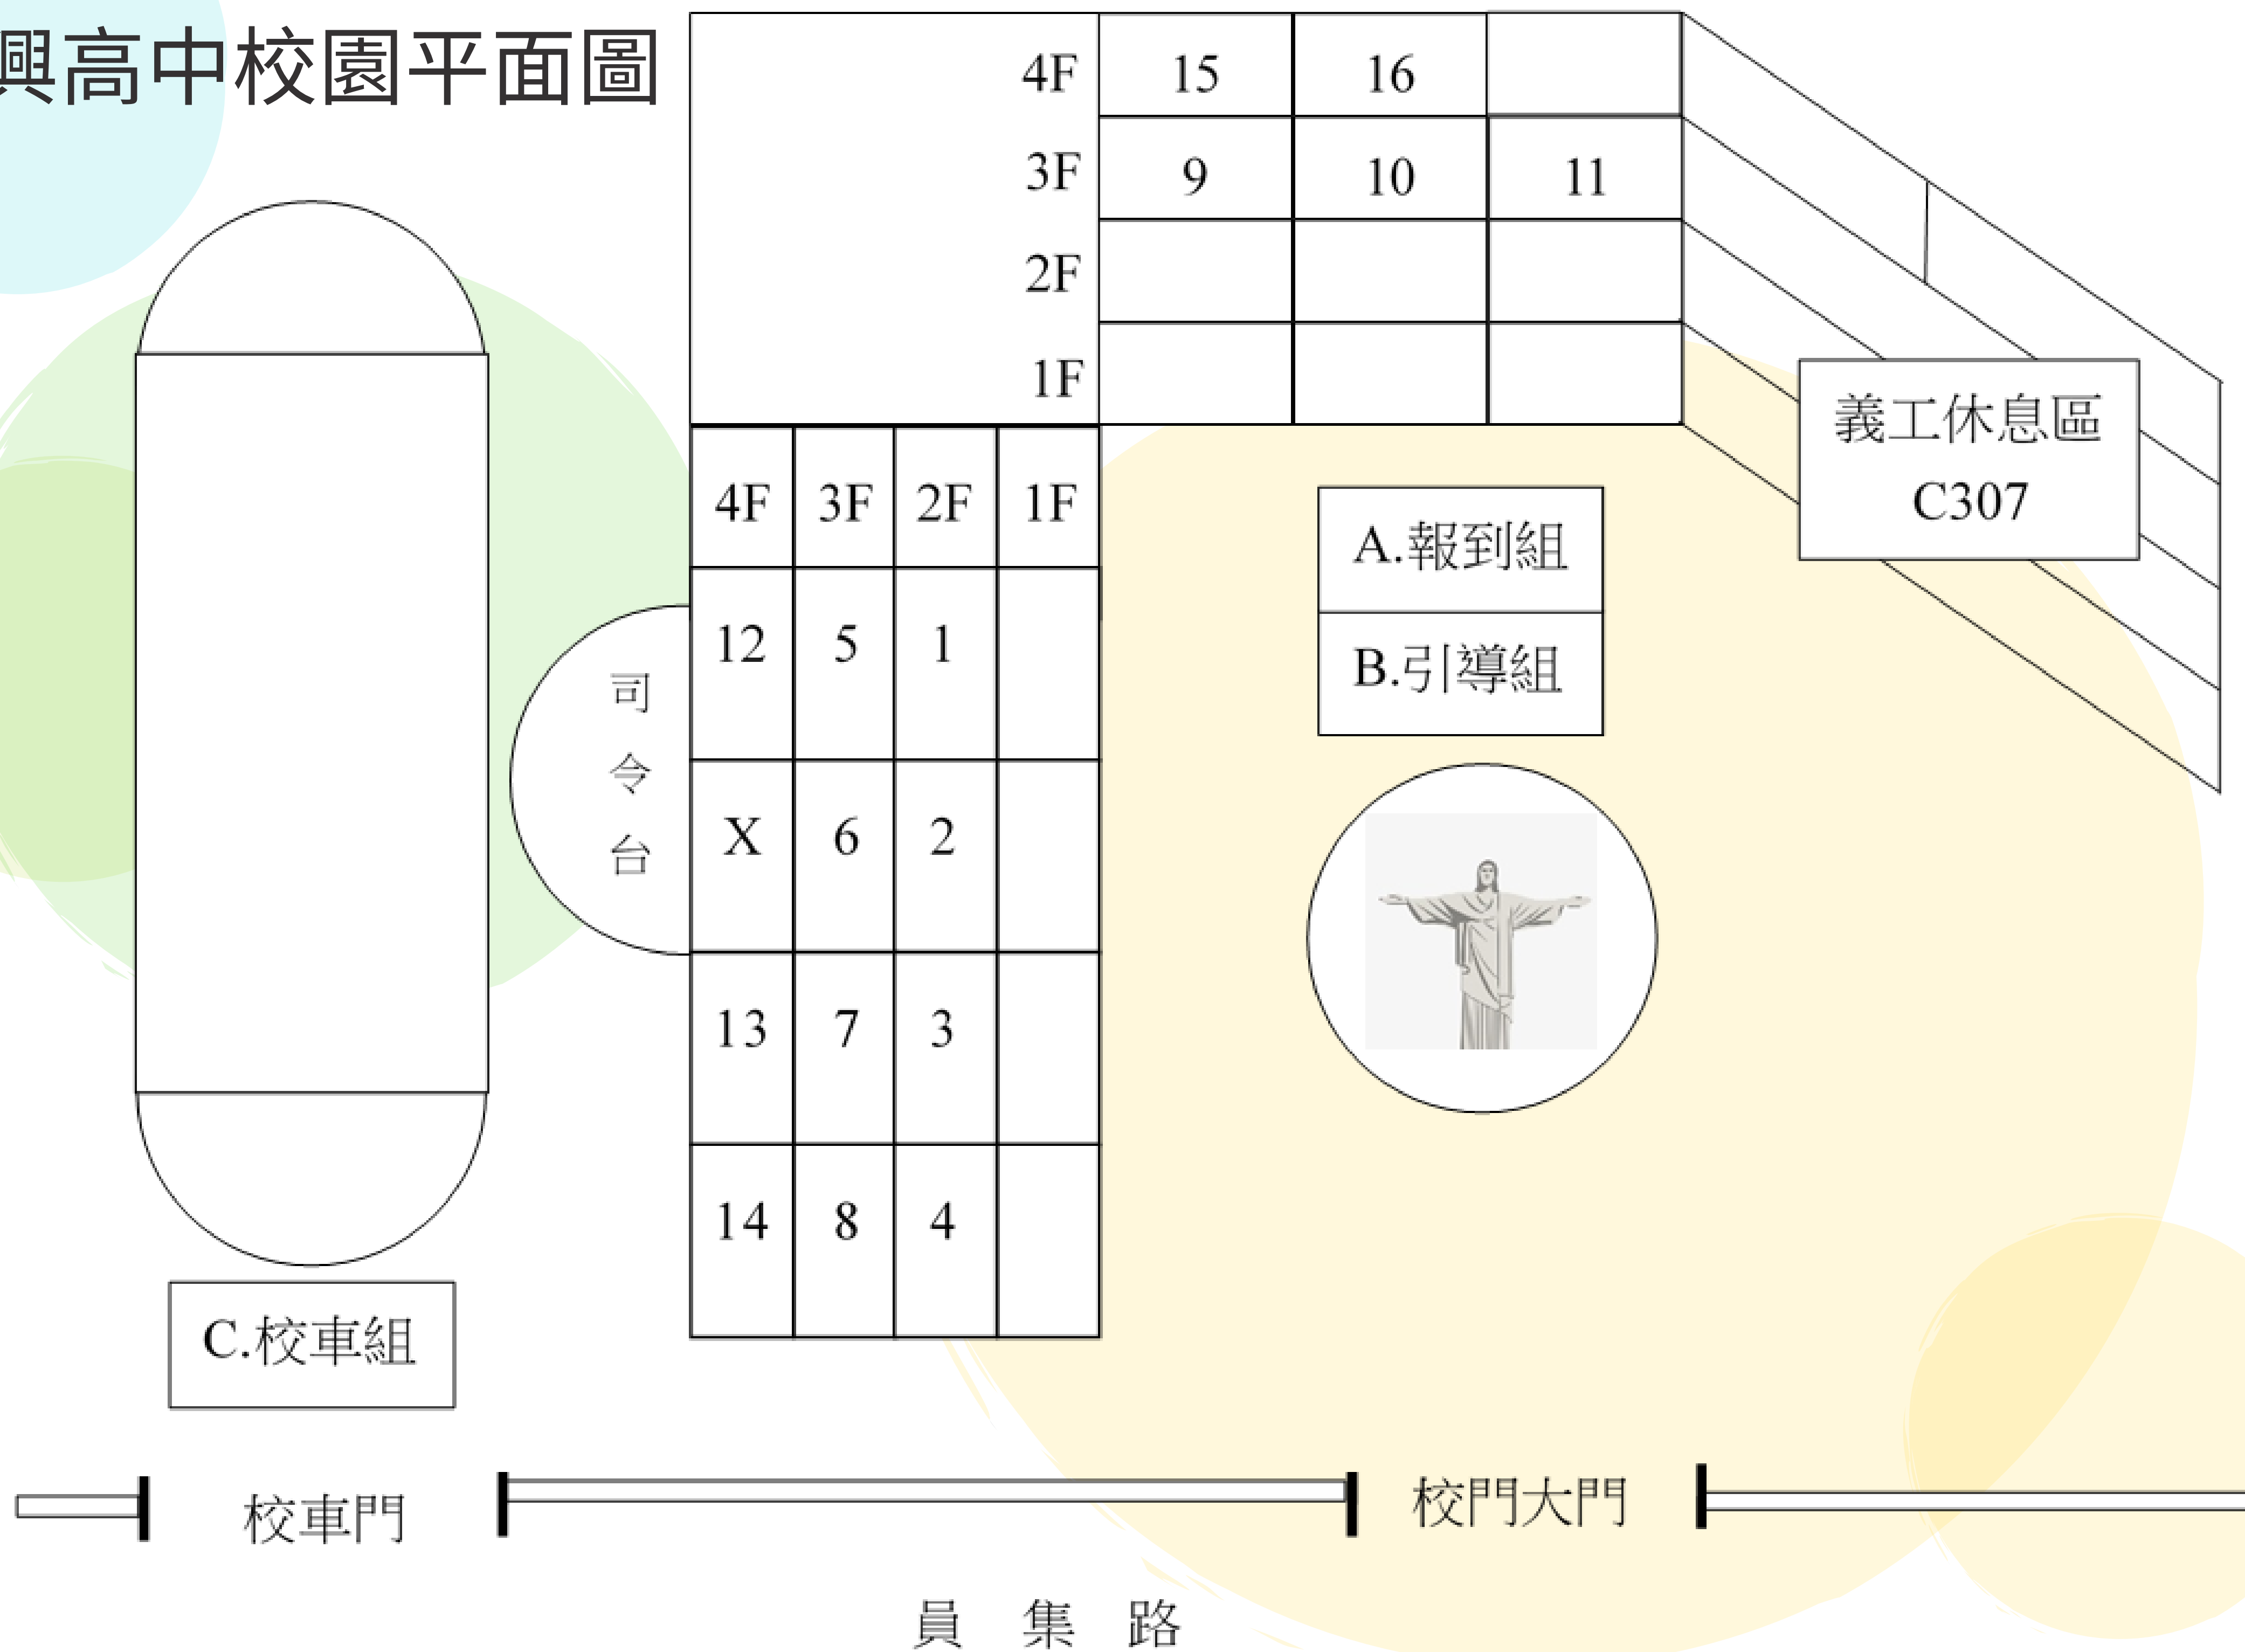 興高中校園平面圖
4F 15 16
3F 9 10 11
2F
1F
義工休息區
C307
4F 3F 2F 1F
12 5 1
X 6 2
13 7 3
14 8 4
司令台
A.報到組
B.引導組
C.校車組
校車門
校門大門
員集路